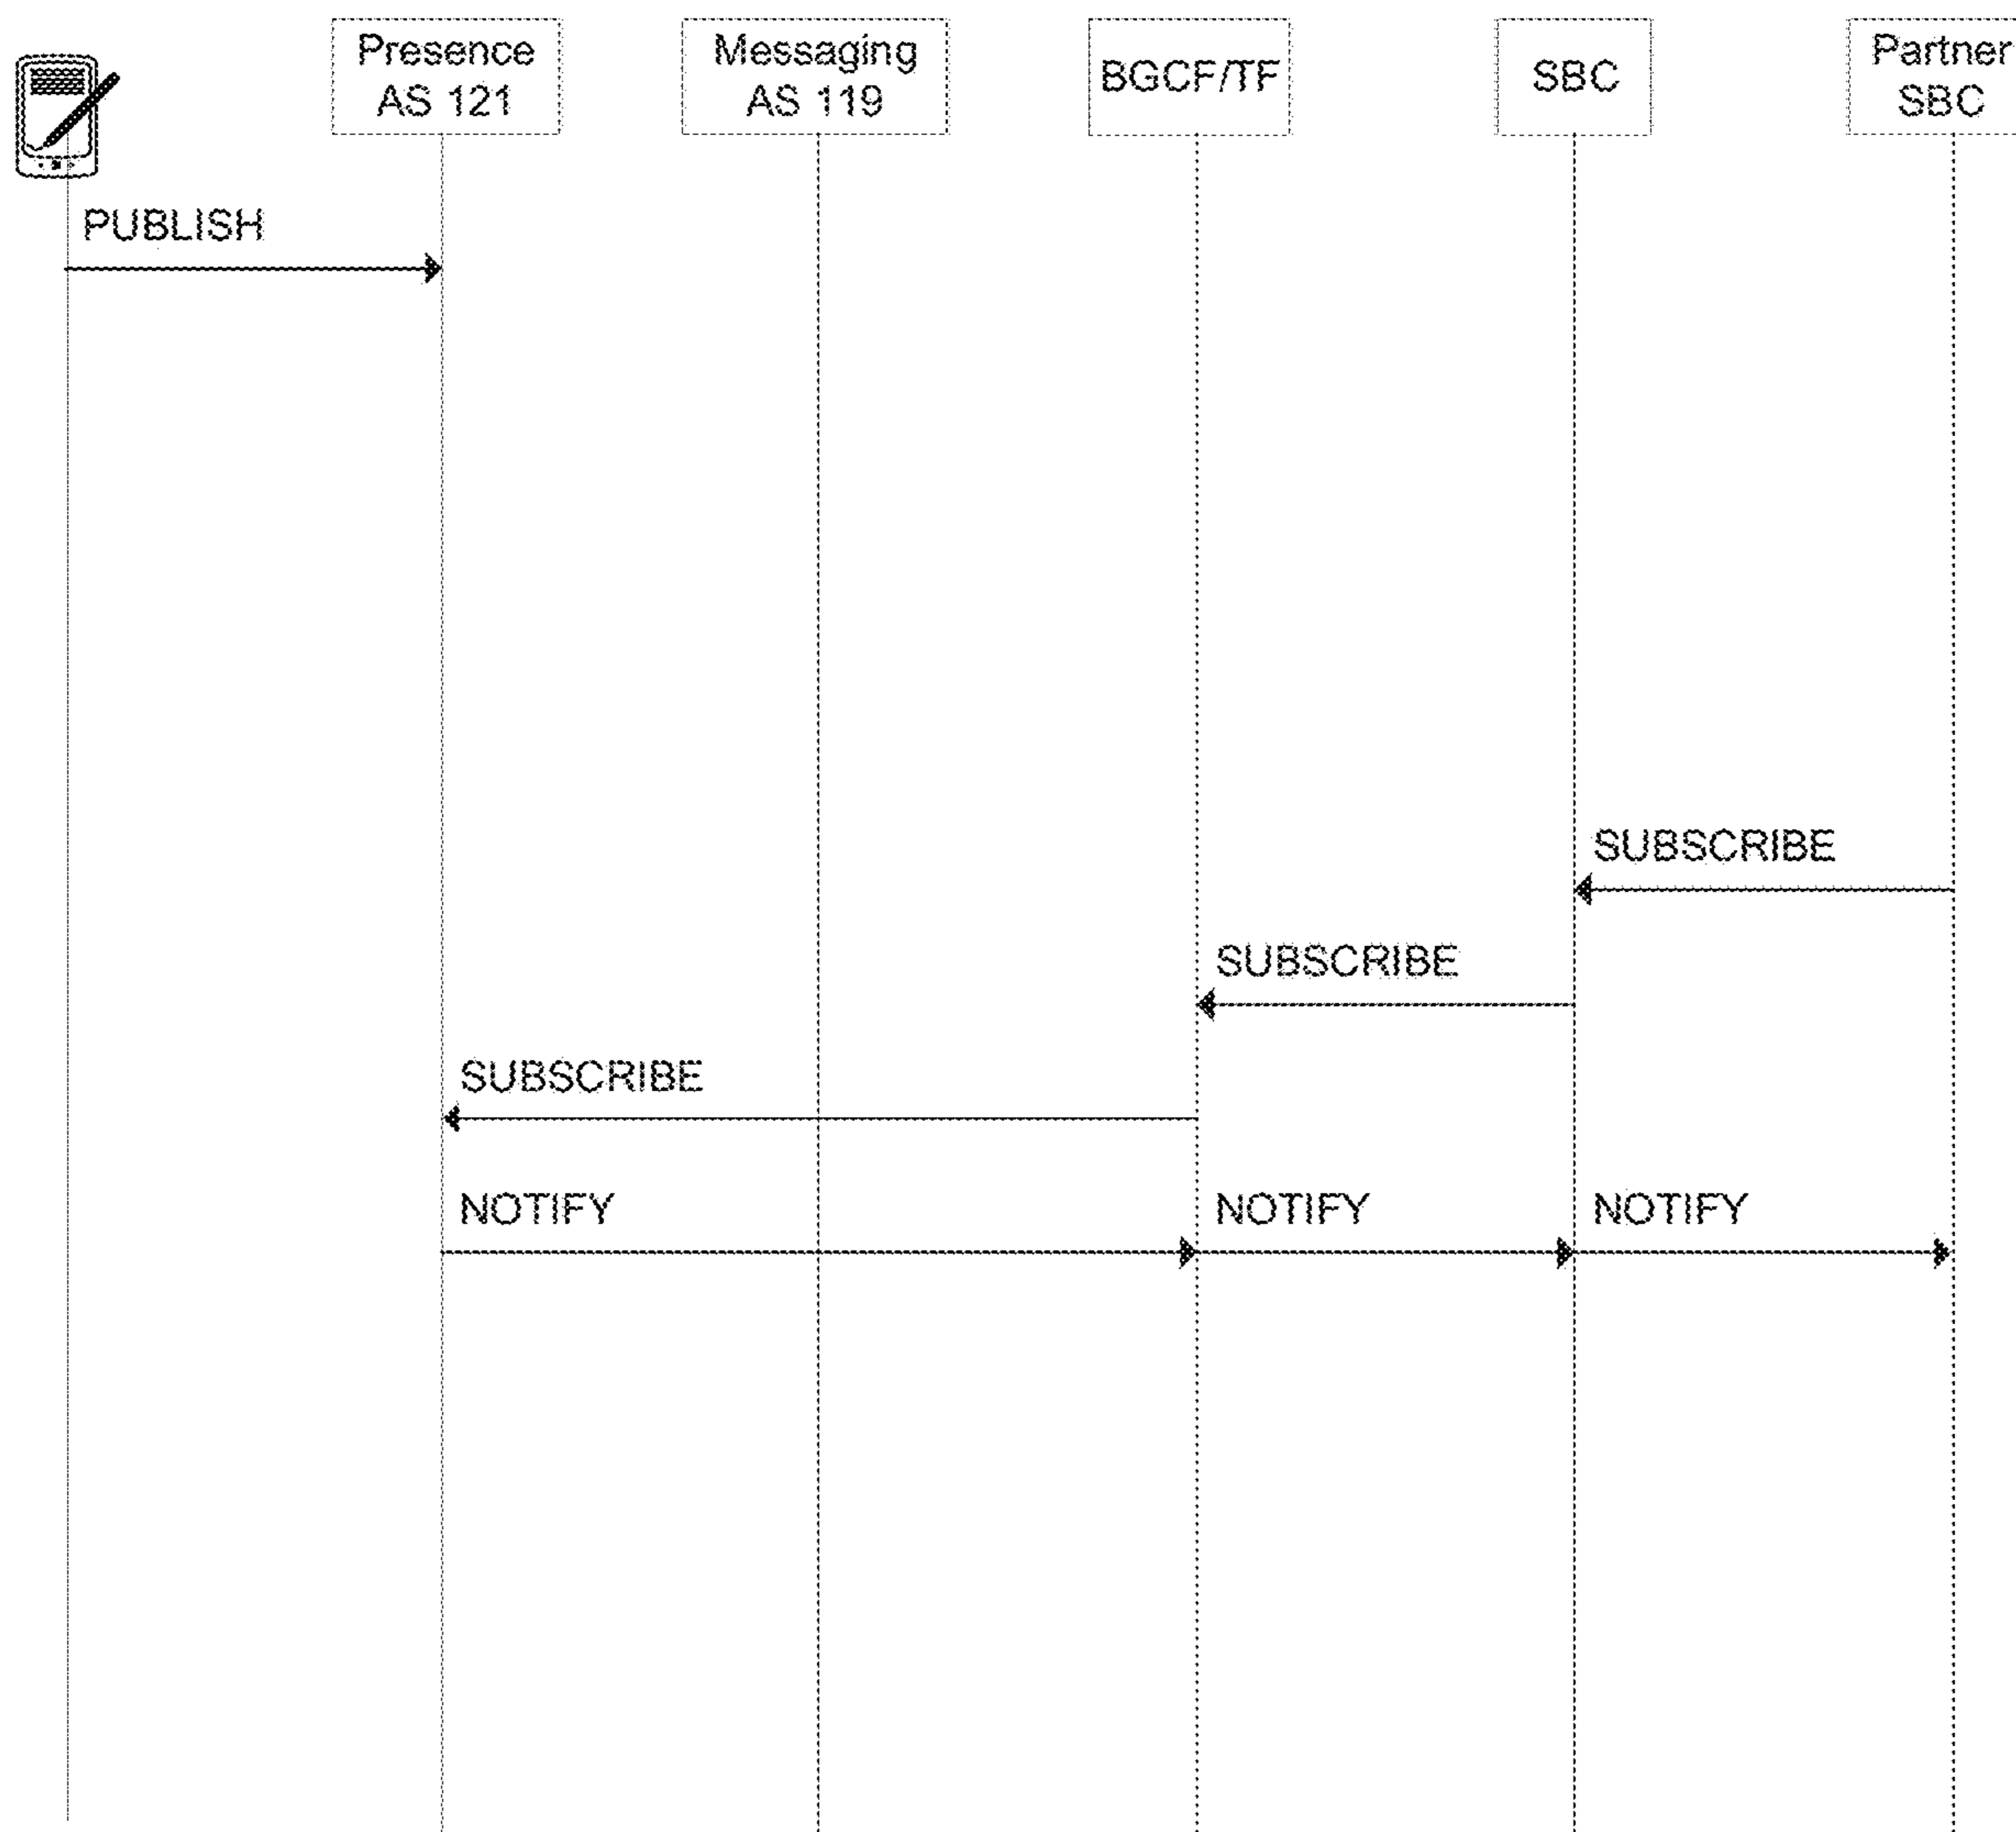 Presence
AS 121
Messaging
AS 119
BGCF/TF
SBC
Partner
SBC
PUBLISH
SUBSCRIBE
SUBSCRIBE
SUBSCRIBE
NOTIFY
NOTIFY
NOTIFY